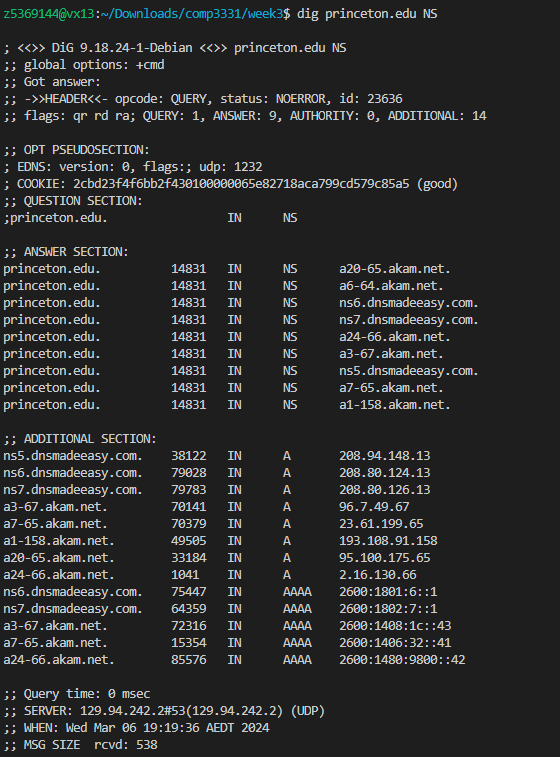 z5369144@vx13:~/Downloads/comp3331/week3$ dig princeton.edu NS

; <<>> DiG 9.18.24-1-Debian <<>> princeton.edu NS
;; global options: +cmd
;; Got answer:
;; ->>HEADER<<- opcode: QUERY, status: NOERROR, id: 23636
;; flags: qr rd ra; QUERY: 1, ANSWER: 9, AUTHORITY: 0, ADDITIONAL: 14

;; OPT PSEUDOSECTION:
; EDNS: version: 0, flags:; udp: 1232
; COOKIE: 2cbd23f4f6bb2f430100000065e82718aca799cd579c85a5 (good)
;; QUESTION SECTION:
;princeton.edu. IN NS

;; ANSWER SECTION:
princeton.edu. 14831 IN NS a20-65.akam.net.
princeton.edu. 14831 IN NS a6-64.akam.net.
princeton.edu. 14831 IN NS ns6.dnsmadeeasy.com.
princeton.edu. 14831 IN NS ns7.dnsmadeeasy.com.
princeton.edu. 14831 IN NS a24-66.akam.net.
princeton.edu. 14831 IN NS a3-67.akam.net.
princeton.edu. 14831 IN NS ns5.dnsmadeeasy.com.
princeton.edu. 14831 IN NS a7-65.akam.net.
princeton.edu. 14831 IN NS a1-158.akam.net.

;; ADDITIONAL SECTION:
ns5.dnsmadeeasy.com. 38122 IN A 208.94.148.13
ns6.dnsmadeeasy.com. 79028 IN A 208.80.124.13
ns7.dnsmadeeasy.com. 79783 IN A 208.80.126.13
a3-67.akam.net. 70141 IN A 96.7.49.67
a7-65.akam.net. 70379 IN A 23.61.199.65
a1-158.akam.net. 49505 IN A 193.108.91.158
a20-65.akam.net. 33184 IN A 95.100.175.65
a24-66.akam.net. 1041 IN A 2.16.130.66
ns6.dnsmadeeasy.com. 75447 IN AAAA 2600:1801:6::1
ns7.dnsmadeeasy.com. 64359 IN AAAA 2600:1802:7::1
a3-67.akam.net. 72316 IN AAAA 2600:1408:1c::43
a7-65.akam.net. 15354 IN AAAA 2600:1406:32::41
a24-66.akam.net. 85576 IN AAAA 2600:1480:9800::42

;; Query time: 0 msec
;; SERVER: 129.94.242.2#53(129.94.242.2) (UDP)
;; WHEN: Wed Mar 06 19:19:36 AEDT 2024
;; MSG SIZE rcvd: 538